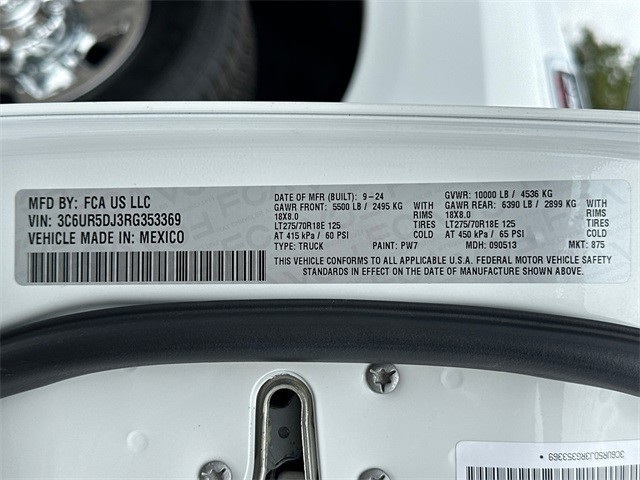 MFD BY: FCA US LLC
VIN: 3C6UR5DJ3RG353369
VEHICLE MADE IN: MEXICO
DATE OF MFR (BUILT): 9-24
GAWR FRONT: 5500 LB / 2495 KG WITH
18X8.0 RIMS
LT275/70R18E 125 TIRES
AT 415 kPa / 60 PSI COLD
TYPE: TRUCK PAINT: PW7
GVWR: 10000 LB / 4536 KG
GAWR REAR: 6390 LB / 2899 KG WITH
18X8.0 RIMS
LT275/70R18E 125 TIRES
AT 450 kPa / 65 PSI COLD
MDH: 090513 MKT: 875
THIS VEHICLE CONFORMS TO ALL APPLICABLE U.S.A. FEDERAL MOTOR VEHICLE SAFETY
STANDARDS IN EFFECT ON THE DATE OF MANUFACTURE SHOWN ABOVE.
3C6UR5DJ3RG353369 *